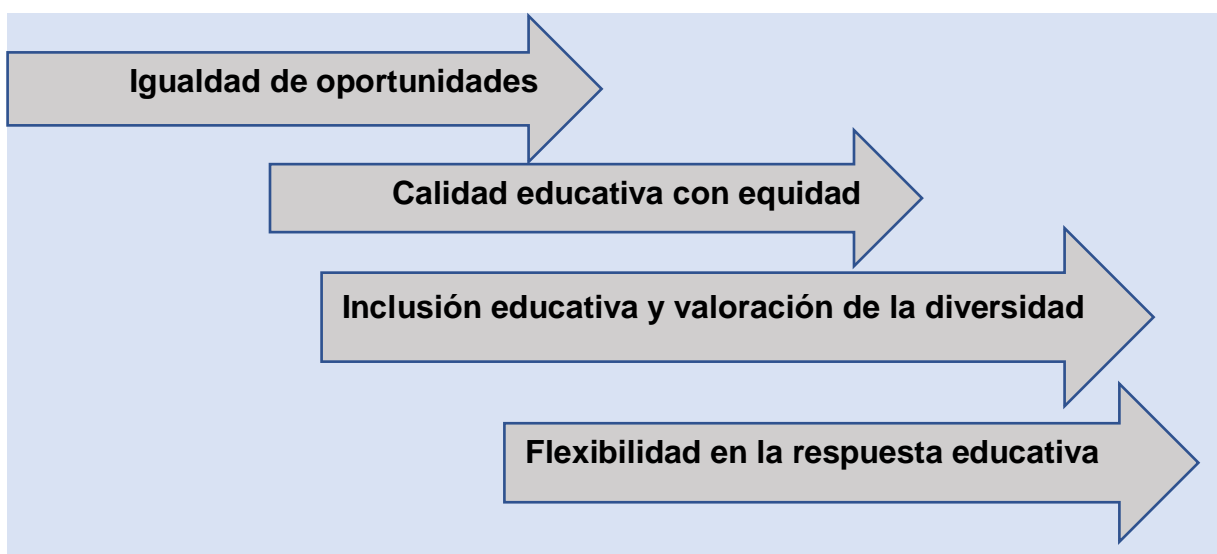 Igualdad de oportunidades
Calidad educativa con equidad
Inclusión educativa y valoración de la diversidad
Flexibilidad en la respuesta educativa